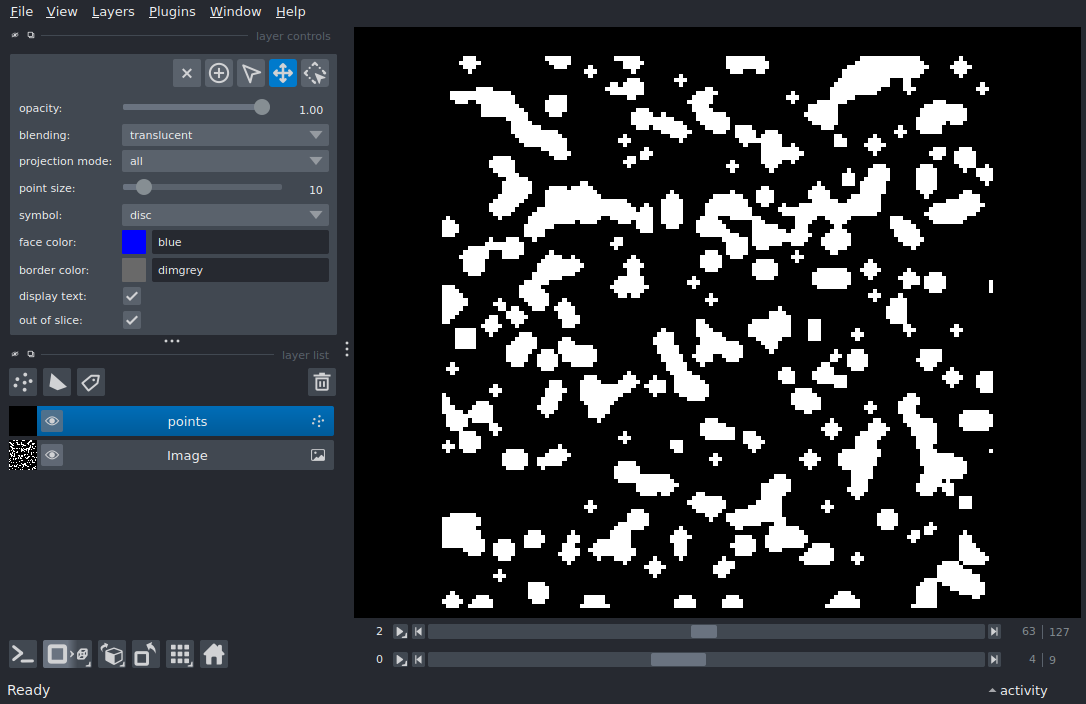 File View Layers Plugins Window Help
layer controls
opacity: 1.00
blending: translucent
projection mode: all
point size: 10
symbol: disc
face color: blue
border color: dimgrey
display text:
out of slice:
layer list
points
Image
2 63 127
0 4 9
Ready activity